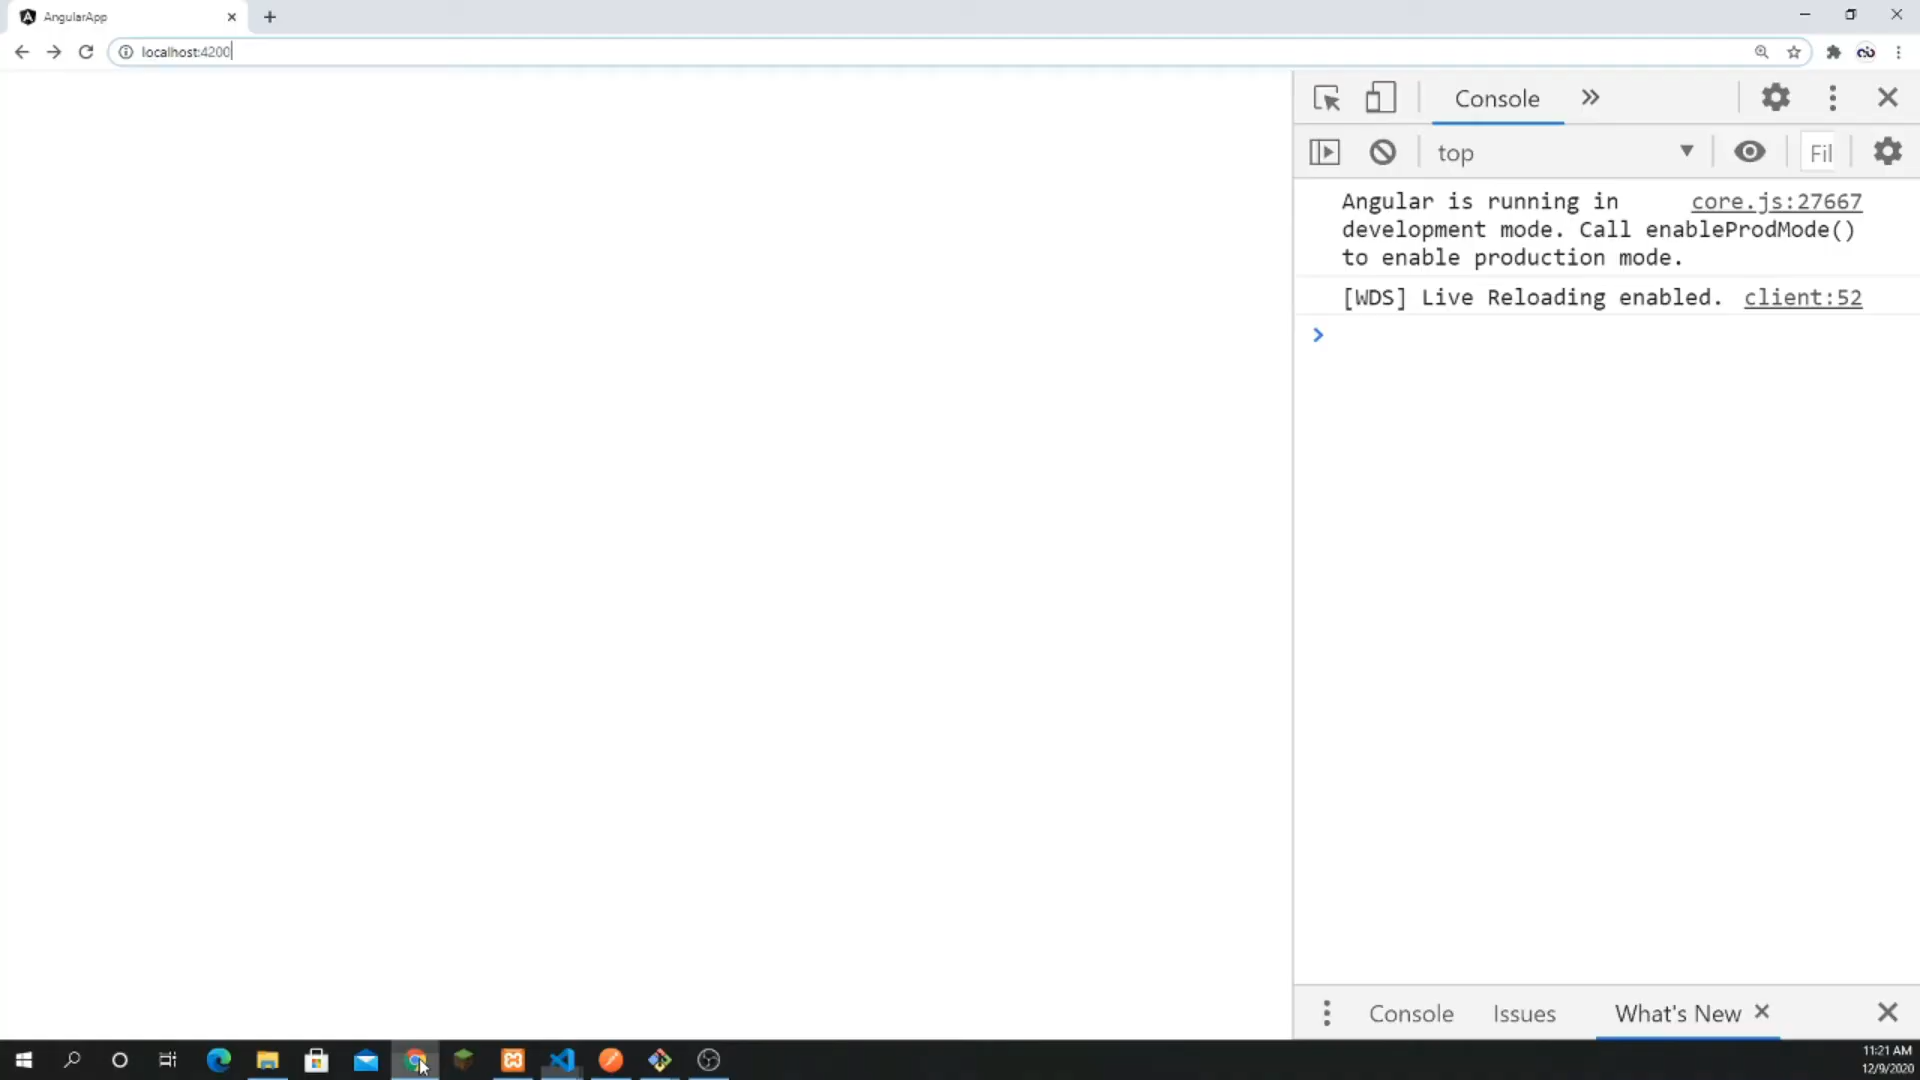 AngularApp
localhost:4200
Console
top
Fil
Angular is running in core.js:27667
development mode. Call enableProdMode()
to enable production mode.
[WDS] Live Reloading enabled. client:52
Console Issues What's New
11:21 AM
12/9/2020